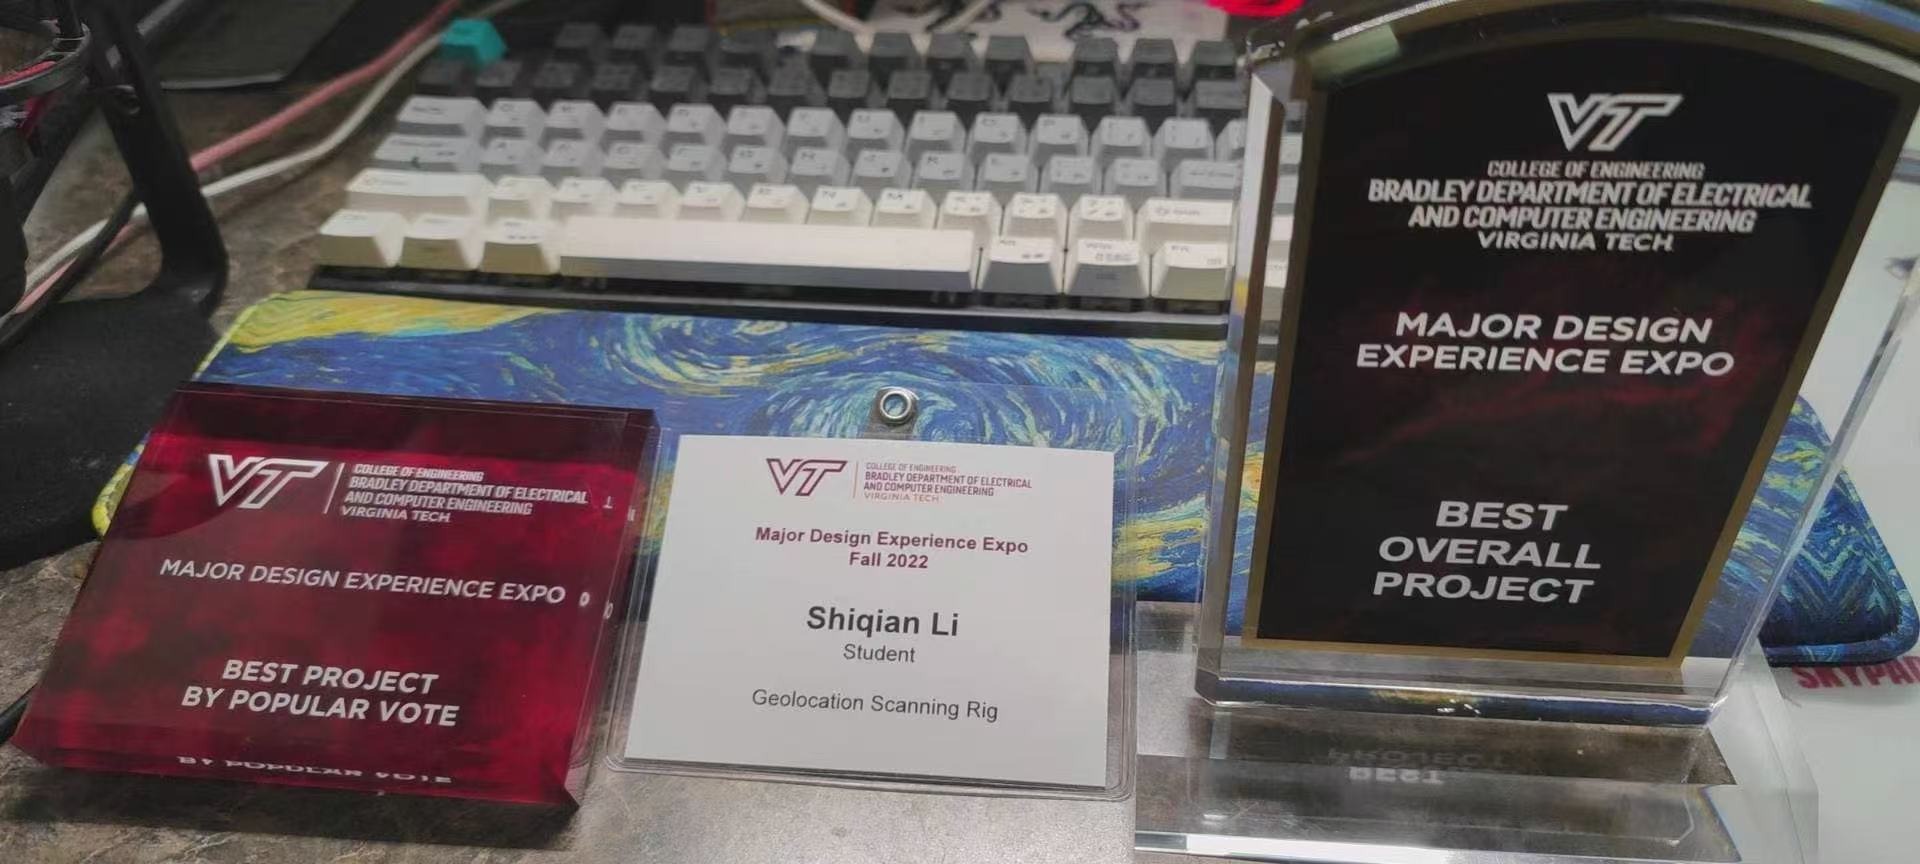 VT
COLLEGE OF ENGINEERING
BRADLEY DEPARTMENT OF ELECTRICAL
AND COMPUTER ENGINEERING
VIRGINIA TECH
MAJOR DESIGN EXPERIENCE EXPO
BEST PROJECT
BY POPULAR VOTE
VT
COLLEGE OF ENGINEERING
BRADLEY DEPARTMENT OF ELECTRICAL
AND COMPUTER ENGINEERING
VIRGINIA TECH
Major Design Experience Expo
Fall 2022
Shiqian Li
Student
Geolocation Scanning Rig
VT
COLLEGE OF ENGINEERING
BRADLEY DEPARTMENT OF ELECTRICAL
AND COMPUTER ENGINEERING
VIRGINIA TECH
MAJOR DESIGN
EXPERIENCE EXPO
BEST
OVERALL
PROJECT